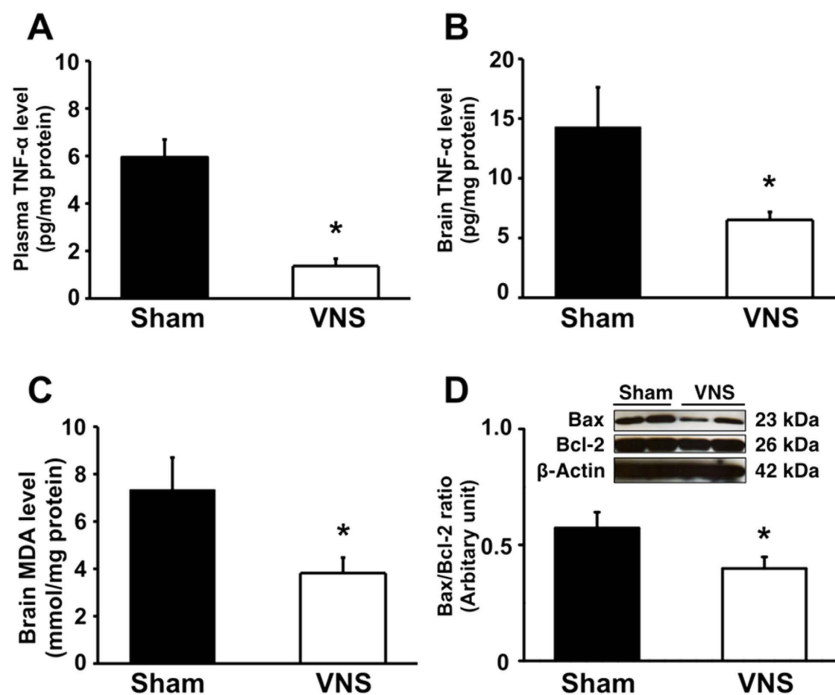 A
Plasma TNF-α level
(pg/mg protein)
10
8
6
4
2
0
*
Sham VNS
B
Brain TNF-α level
(pg/mg protein)
20
15
10
5
0
*
Sham VNS
C
Brain MDA level
(mmol/mg protein)
10
8
6
4
2
0
*
Sham VNS
D
Sham VNS
Bax 23 kDa
Bcl-2 26 kDa
β-Actin 42 kDa
Bax/Bcl-2 ratio
(Arbitary unit)
1.0
0.5
0
*
Sham VNS